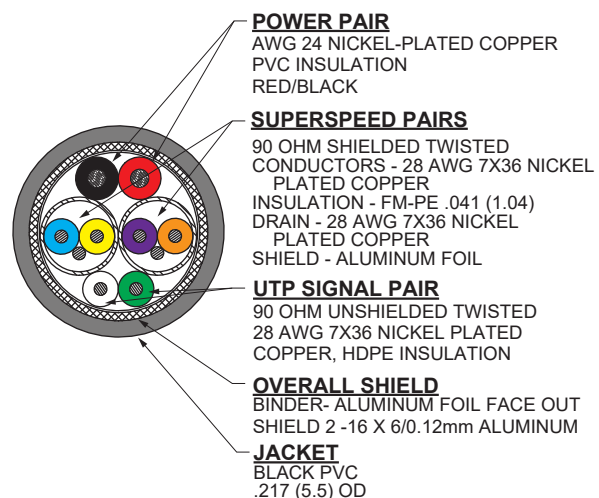 POWER PAIR
AWG 24 NICKEL-PLATED COPPER
PVC INSULATION
RED/BLACK
SUPERSPEED PAIRS
90 OHM SHIELDED TWISTED
CONDUCTORS - 28 AWG 7X36 NICKEL
PLATED COPPER
INSULATION - FM-PE .041 (1.04)
DRAIN - 28 AWG 7X36 NICKEL
PLATED COPPER
SHIELD - ALUMINUM FOIL
UTP SIGNAL PAIR
90 OHM UNSHIELDED TWISTED
28 AWG 7X36 NICKEL PLATED
COPPER, HDPE INSULATION
OVERALL SHIELD
BINDER- ALUMINUM FOIL FACE OUT
SHIELD 2 -16 X 6/0.12mm ALUMINUM
JACKET
BLACK PVC
.217 (5.5) OD